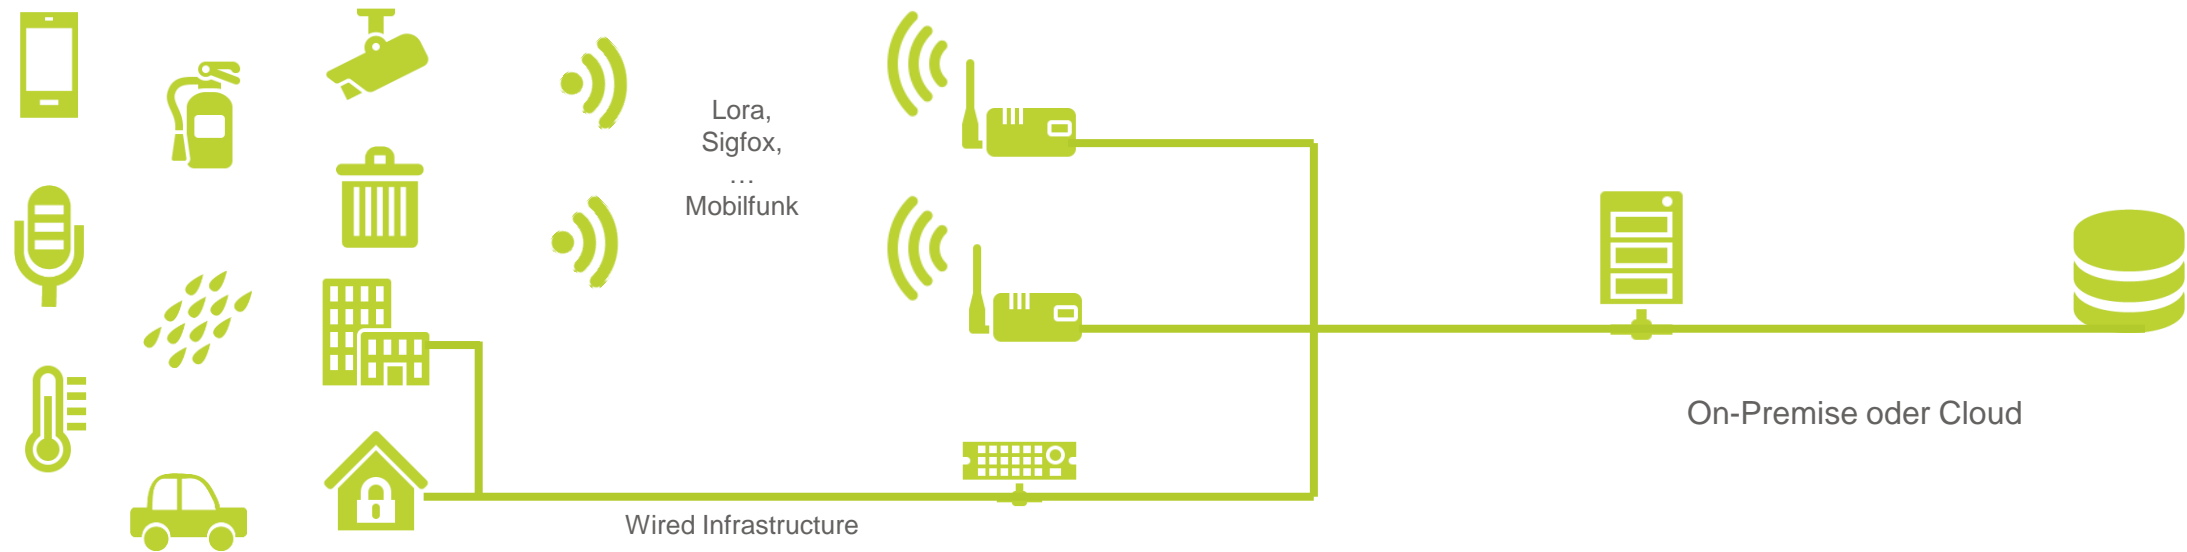 Lora,
Sigfox,
…
Mobilfunk
On-Premise oder Cloud
Wired Infrastructure